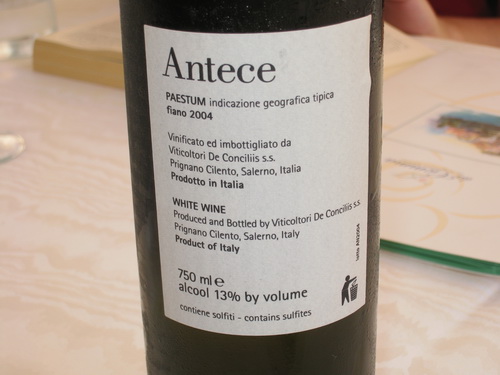 Antece
PAESTUM indicazione geografica tipica
fiano 2004
Vinificato ed imbottigliato da
Viticoltori De Conciliis s.s.
Prignano Cilento, Salerno, Italia
Prodotto in Italia
WHITE WINE
Produced and Bottled by Viticoltori De Conciliis s.s.
Prignano Cilento, Salerno, Italy
Product of Italy
750 ml e
alcool 13% by volume
contiene solfiti - contains sulfites
lotto AN2004